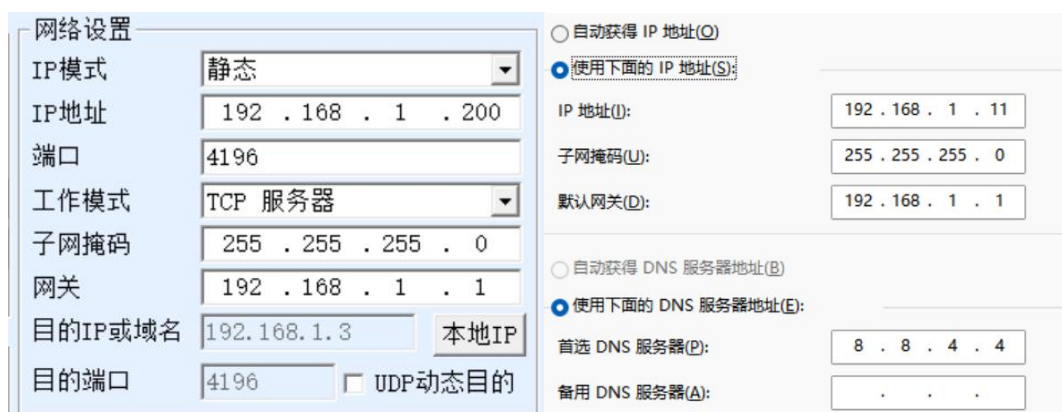 网络设置
IP模式 静态
IP地址 192 . 168 . 1 . 200
端口 4196
工作模式 TCP 服务器
子网掩码 255 . 255 . 255 . 0
网关 192 . 168 . 1 . 1
目的IP或域名 192.168.1.3 本地IP
目的端口 4196 UDP动态目的
自动获得 IP 地址(O)
使用下面的 IP 地址(S):
IP 地址(I): 192 . 168 . 1 . 11
子网掩码(U): 255 . 255 . 255 . 0
默认网关(D): 192 . 168 . 1 . 1
自动获得 DNS 服务器地址(B)
使用下面的 DNS 服务器地址(E):
首选 DNS 服务器(P): 8 . 8 . 4 . 4
备用 DNS 服务器(A): . . .